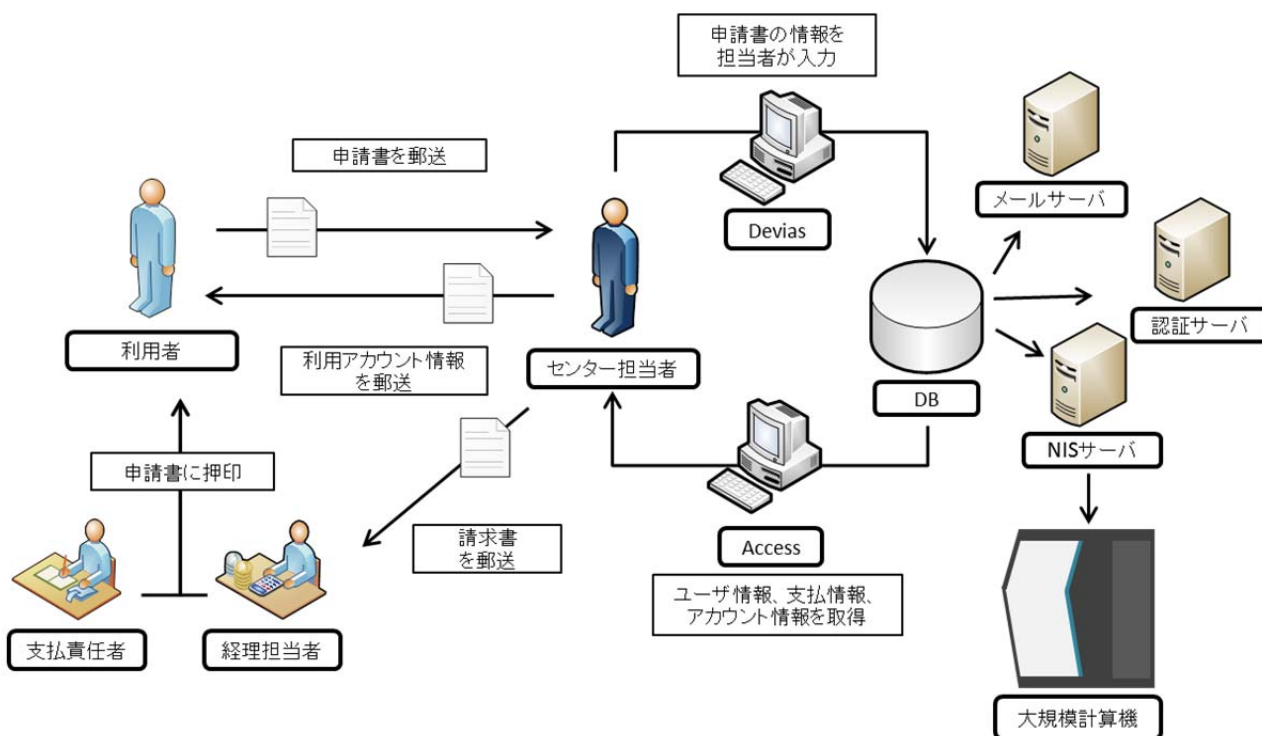 申請書の情報を
担当者が入力
申請書を郵送
メールサーバ
Devias
認証サーバ
利用者
利用アカウント情報
を郵送
センター担当者
DB
NISサーバ
申請書に押印
請求書
を郵送
Access
ユーザ情報、支払情報、
アカウント情報を取得
支払責任者
経理担当者
大規模計算機